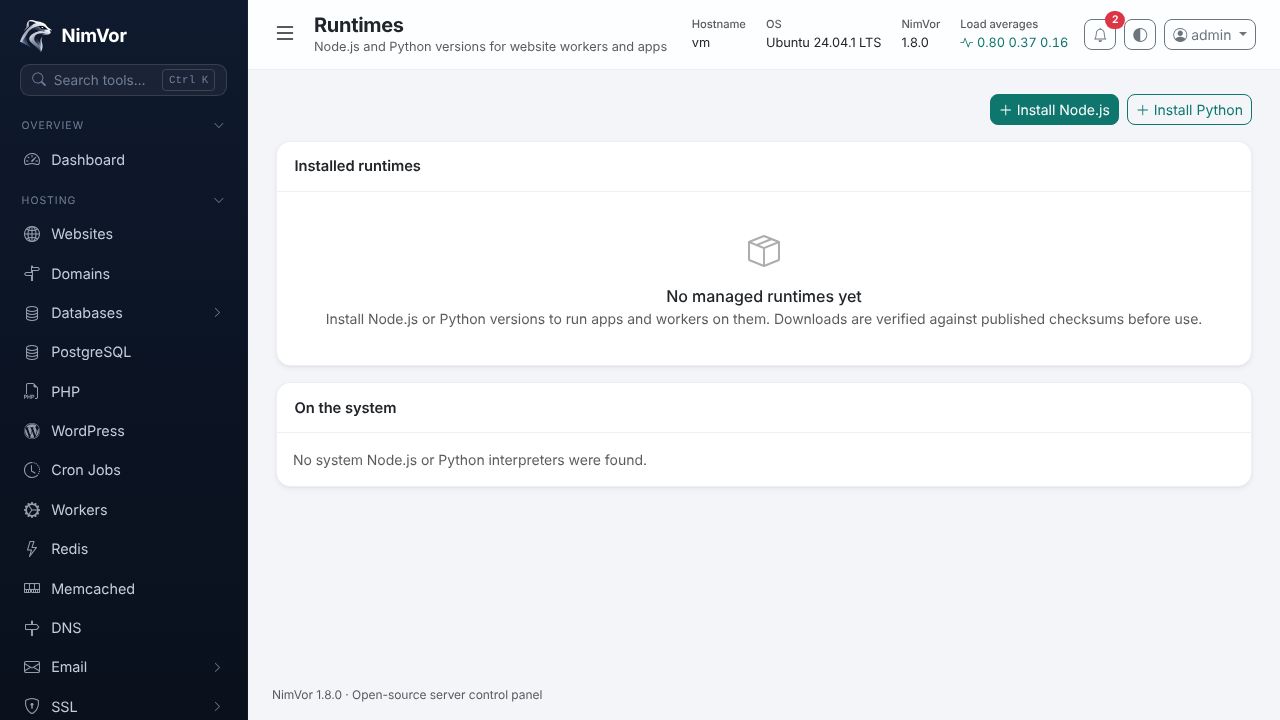 NimVor
Search tools...
Ctrl K
OVERVIEW
Dashboard
HOSTING
Websites
Domains
Databases
PostgreSQL
PHP
WordPress
Cron Jobs
Workers
Redis
Memcached
DNS
Email
SSL
Runtimes
Node.js and Python versions for website workers and apps
Hostname
vm
OS
Ubuntu 24.04.1 LTS
NimVor
1.8.0
Load averages
0.80 0.37 0.16
2
admin
Install Node.js
Install Python
Installed runtimes
No managed runtimes yet
Install Node.js or Python versions to run apps and workers on them. Downloads are verified against published checksums before use.
On the system
No system Node.js or Python interpreters were found.
NimVor 1.8.0 · Open-source server control panel